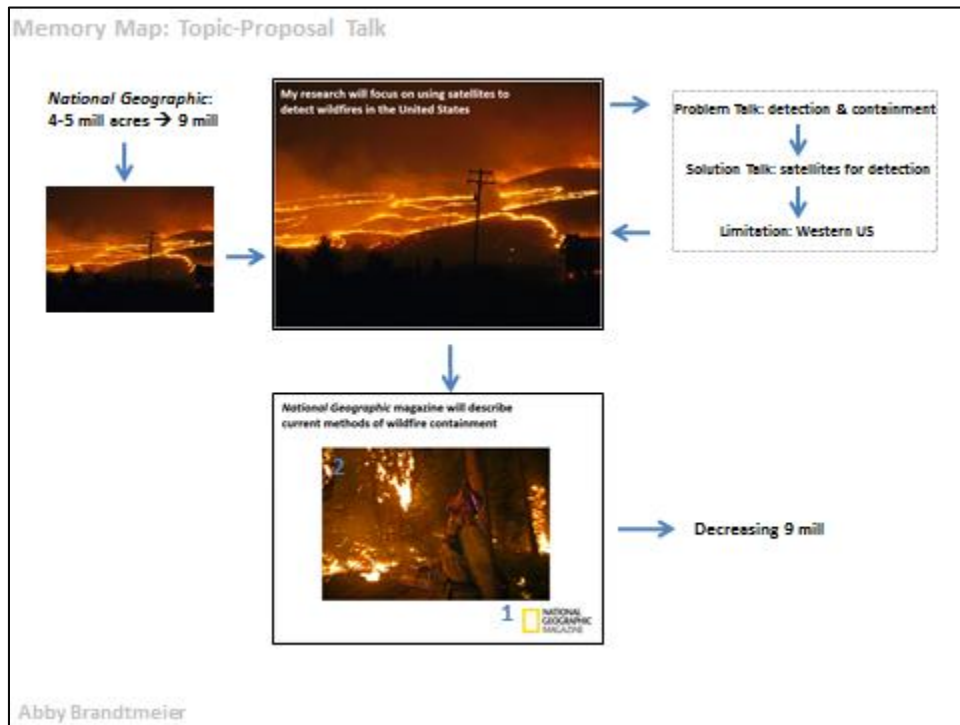 Memory Map: Topic-Proposal Talk
National Geographic:
4-5 mill acres → 9 mill
My research will focus on using satellites to
detect wildfires in the United States
Problem Talk: detection & containment
Solution Talk: satellites for detection
Limitation: Western US
National Geographic magazine will describe
current methods of wildfire containment
2
1
NATIONAL
GEOGRAPHIC
MAGAZINE
Decreasing 9 mill
Abby Brandtmeier